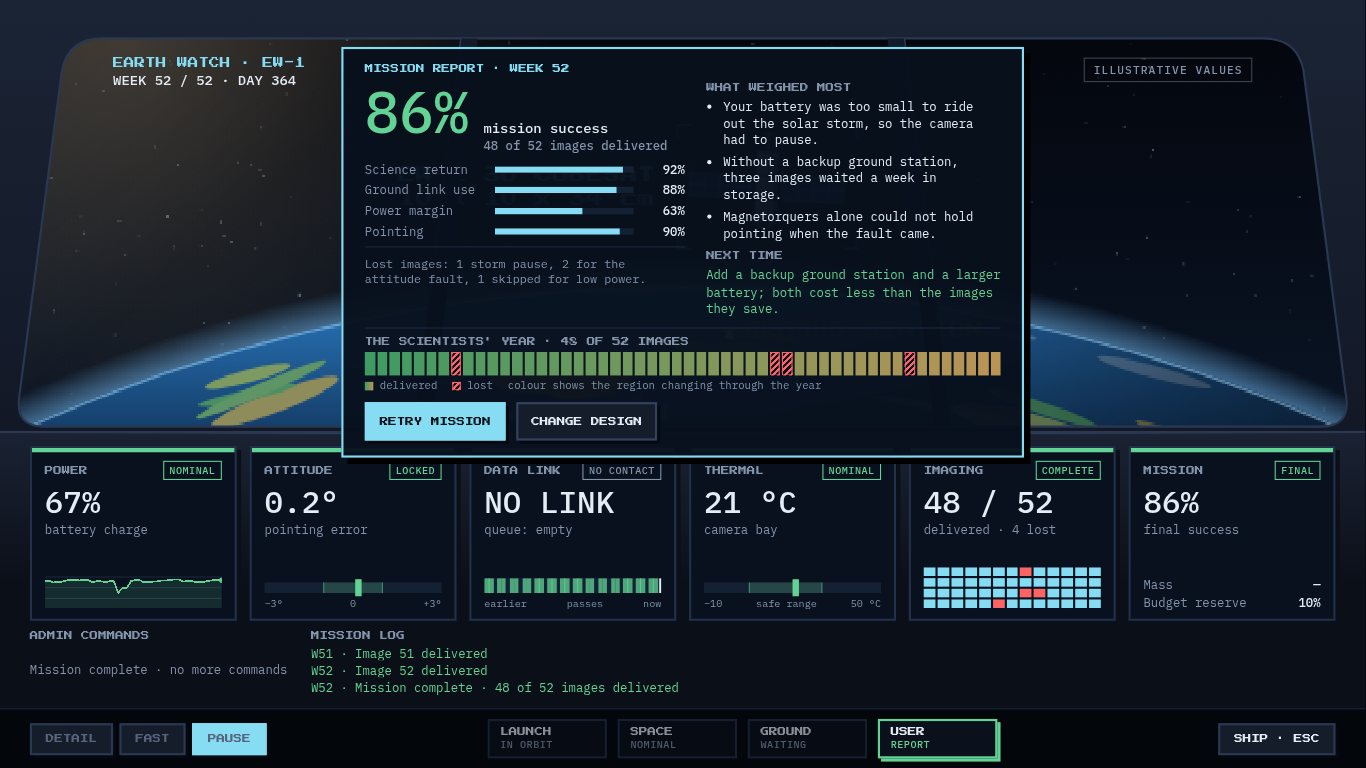 EARTH WATCH · EW-1
WEEK 52 / 52 · DAY 364
ILLUSTRATIVE VALUES
MISSION REPORT · WEEK 52
86%
mission success
48 of 52 images delivered
Science return 92%
Ground link use 88%
Power margin 63%
Pointing 90%
Lost images: 1 storm pause, 2 for the
attitude fault, 1 skipped for low power.
WHAT WEIGHED MOST
• Your battery was too small to ride
out the solar storm, so the camera
had to pause.
• Without a backup ground station,
three images waited a week in
storage.
• Magnetorquers alone could not hold
pointing when the fault came.
NEXT TIME
Add a backup ground station and a larger
battery; both cost less than the images
they save.
THE SCIENTISTS' YEAR · 48 OF 52 IMAGES
delivered lost colour shows the region changing through the year
RETRY MISSION
CHANGE DESIGN
POWER NOMINAL
67%
battery charge
ATTITUDE LOCKED
0.2°
pointing error
−3° 0 +3°
DATA LINK NO CONTACT
NO LINK
queue: empty
earlier passes now
THERMAL NOMINAL
21 °C
camera bay
−10 safe range 50 °C
IMAGING COMPLETE
48 / 52
delivered · 4 lost
MISSION FINAL
86%
final success
Mass —
Budget reserve 10%
ADMIN COMMANDS
Mission complete · no more commands
MISSION LOG
W51 · Image 51 delivered
W52 · Image 52 delivered
W52 · Mission complete · 48 of 52 images delivered
DETAIL
FAST
PAUSE
LAUNCH
IN ORBIT
SPACE
NOMINAL
GROUND
WAITING
USER
REPORT
SHIP · ESC